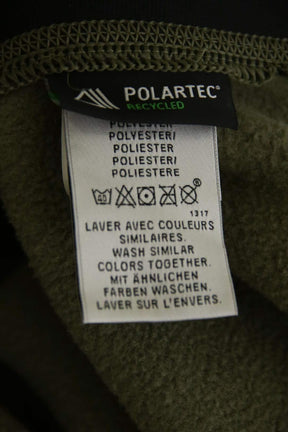 POLARTEC®
RECYCLED
POLYESTER
POLYESTER/
POLIESTER
POLIESTER/
POLIESTERE
40
1317
LAVER AVEC COULEURS
SIMILAIRES.
WASH SIMILAR
COLORS TOGETHER.
MIT ÄHNLICHEN
FARBEN WASCHEN.
LAVER SUR L'ENVERS.